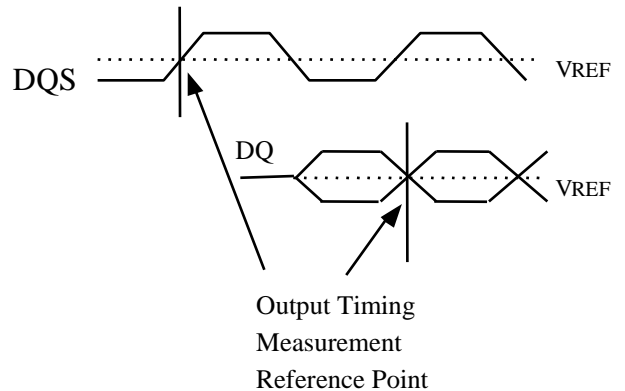 DQS
VREF
DQ
VREF
Output Timing
Measurement
Reference Point